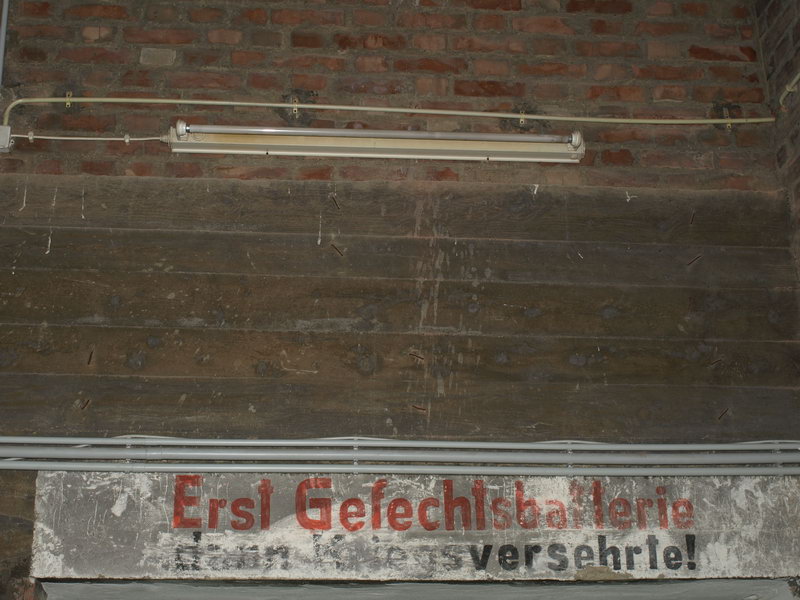 Erst Gefechtsbatterie
dann Kriegsversehrte!